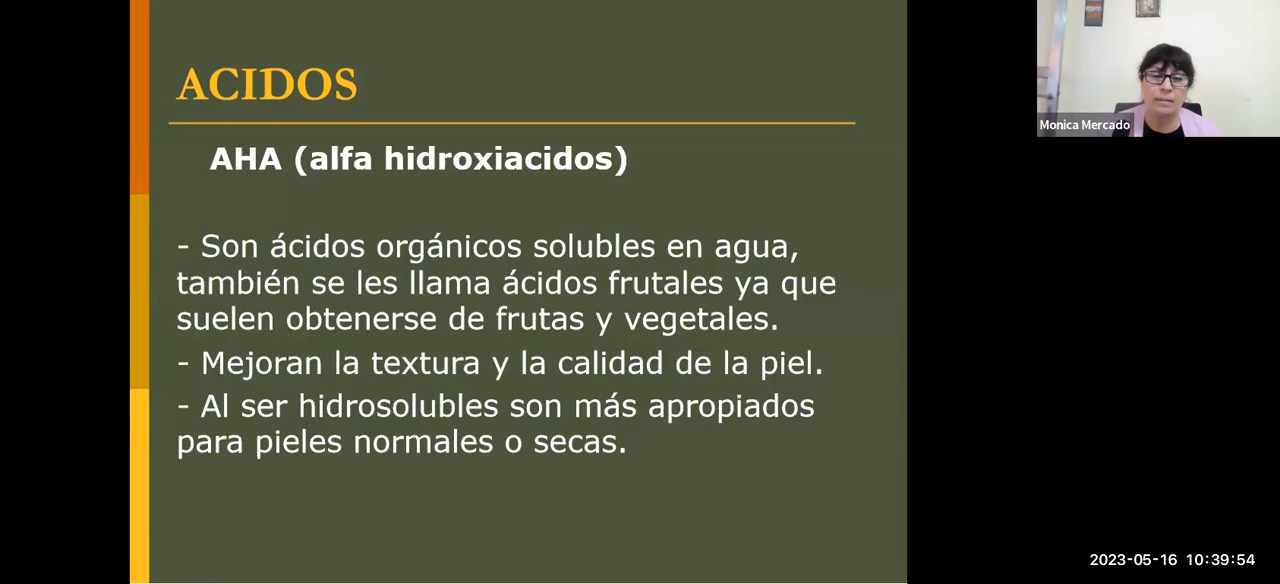 ACIDOS
AHA (alfa hidroxiacidos)
- Son ácidos orgánicos solubles en agua,
también se les llama ácidos frutales ya que
suelen obtenerse de frutas y vegetales.
- Mejoran la textura y la calidad de la piel.
- Al ser hidrosolubles son más apropiados
para pieles normales o secas.
Monica Mercado
2023-05-16 10:39:54